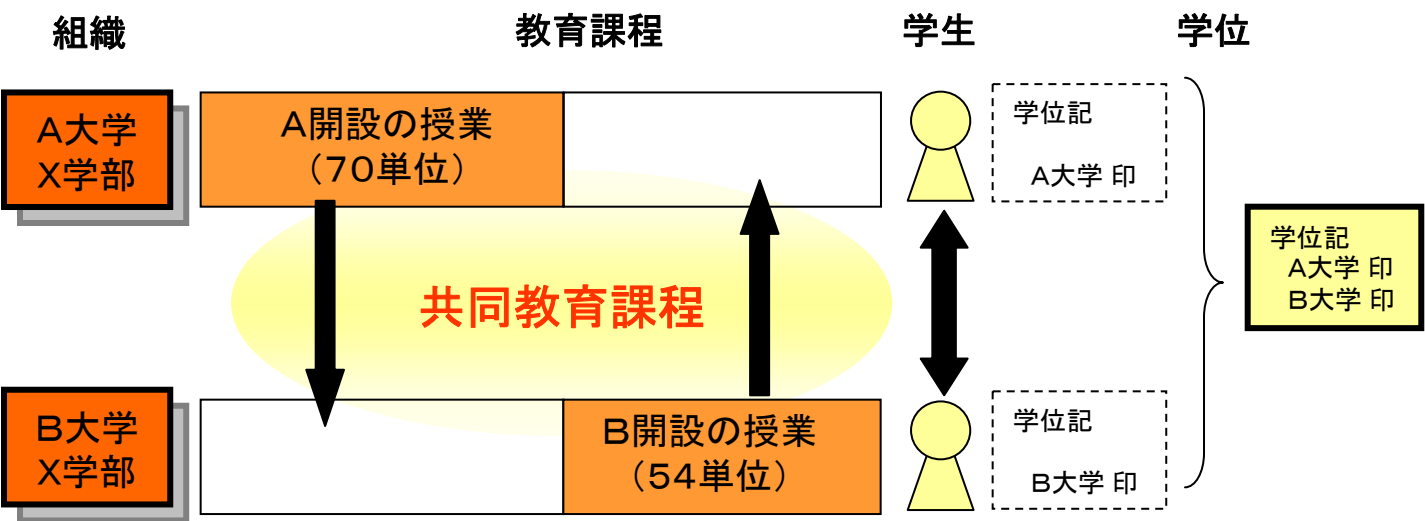 組織
教育課程
学生
学位
A大学
X学部
A開設の授業
(70単位)
学位記
A大学 印
共同教育課程
学位記
A大学 印
B大学 印
B大学
X学部
B開設の授業
(54単位)
学位記
B大学 印